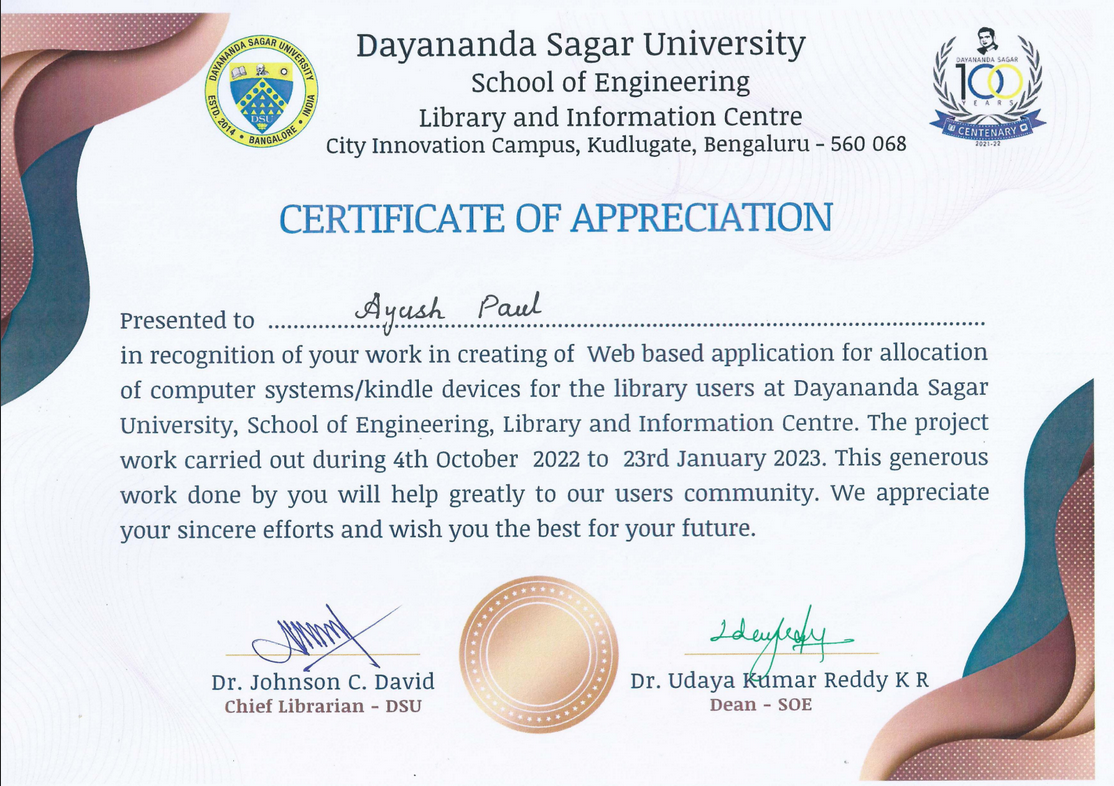 DAYANANDA SAGAR UNIVERSITY
DSU
ESTD. 2014 • BANGALORE • INDIA
Dayananda Sagar University
School of Engineering
Library and Information Centre
City Innovation Campus, Kudlugate, Bengaluru - 560 068
DAYANANDA SAGAR
100
YEARS
CENTENARY
2021-22
CERTIFICATE OF APPRECIATION
Presented to Ayush Paul
in recognition of your work in creating of Web based application for allocation
of computer systems/kindle devices for the library users at Dayananda Sagar
University, School of Engineering, Library and Information Centre. The project
work carried out during 4th October 2022 to 23rd January 2023. This generous
work done by you will help greatly to our users community. We appreciate
your sincere efforts and wish you the best for your future.
Dr. Johnson C. David
Chief Librarian - DSU
Dr. Udaya Kumar Reddy K R
Dean - SOE